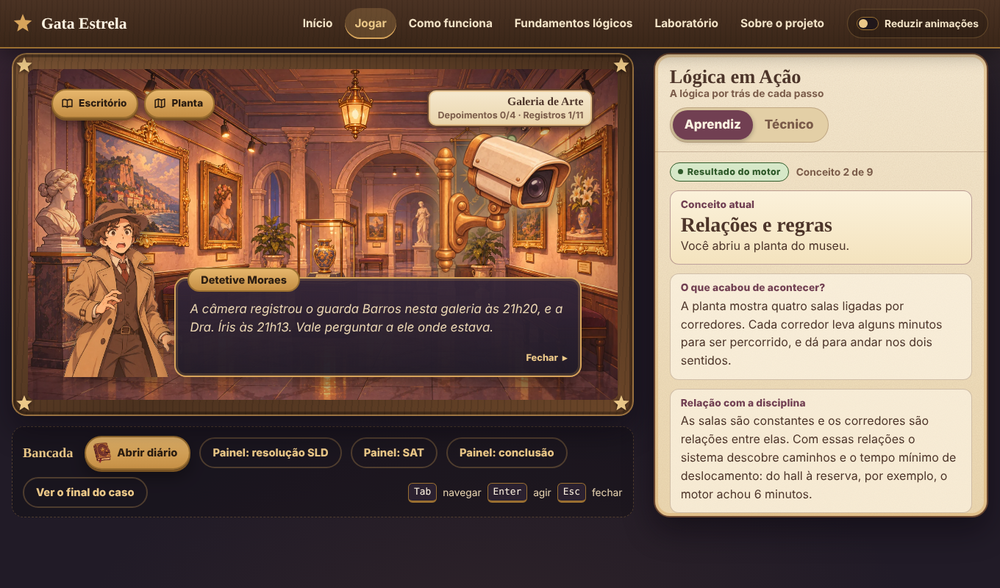 Gata Estrela
Início
Jogar
Como funciona
Fundamentos lógicos
Laboratório
Sobre o projeto
Reduzir animações
Escritório
Planta
Galeria de Arte
Depoimentos 0/4 · Registros 1/11
Detetive Moraes
A câmera registrou o guarda Barros nesta galeria às 21h20, e a
Dra. Íris às 21h13. Vale perguntar a ele onde estava.
Fechar ▸
Bancada
Abrir diário
Painel: resolução SLD
Painel: SAT
Painel: conclusão
Ver o final do caso
Tab navegar Enter agir Esc fechar
Lógica em Ação
A lógica por trás de cada passo
Aprendiz
Técnico
Resultado do motor
Conceito 2 de 9
Conceito atual
Relações e regras
Você abriu a planta do museu.
O que acabou de acontecer?
A planta mostra quatro salas ligadas por
corredores. Cada corredor leva alguns minutos
para ser percorrido, e dá para andar nos dois
sentidos.
Relação com a disciplina
As salas são constantes e os corredores são
relações entre elas. Com essas relações o
sistema descobre caminhos e o tempo mínimo de
deslocamento: do hall à reserva, por exemplo, o
motor achou 6 minutos.